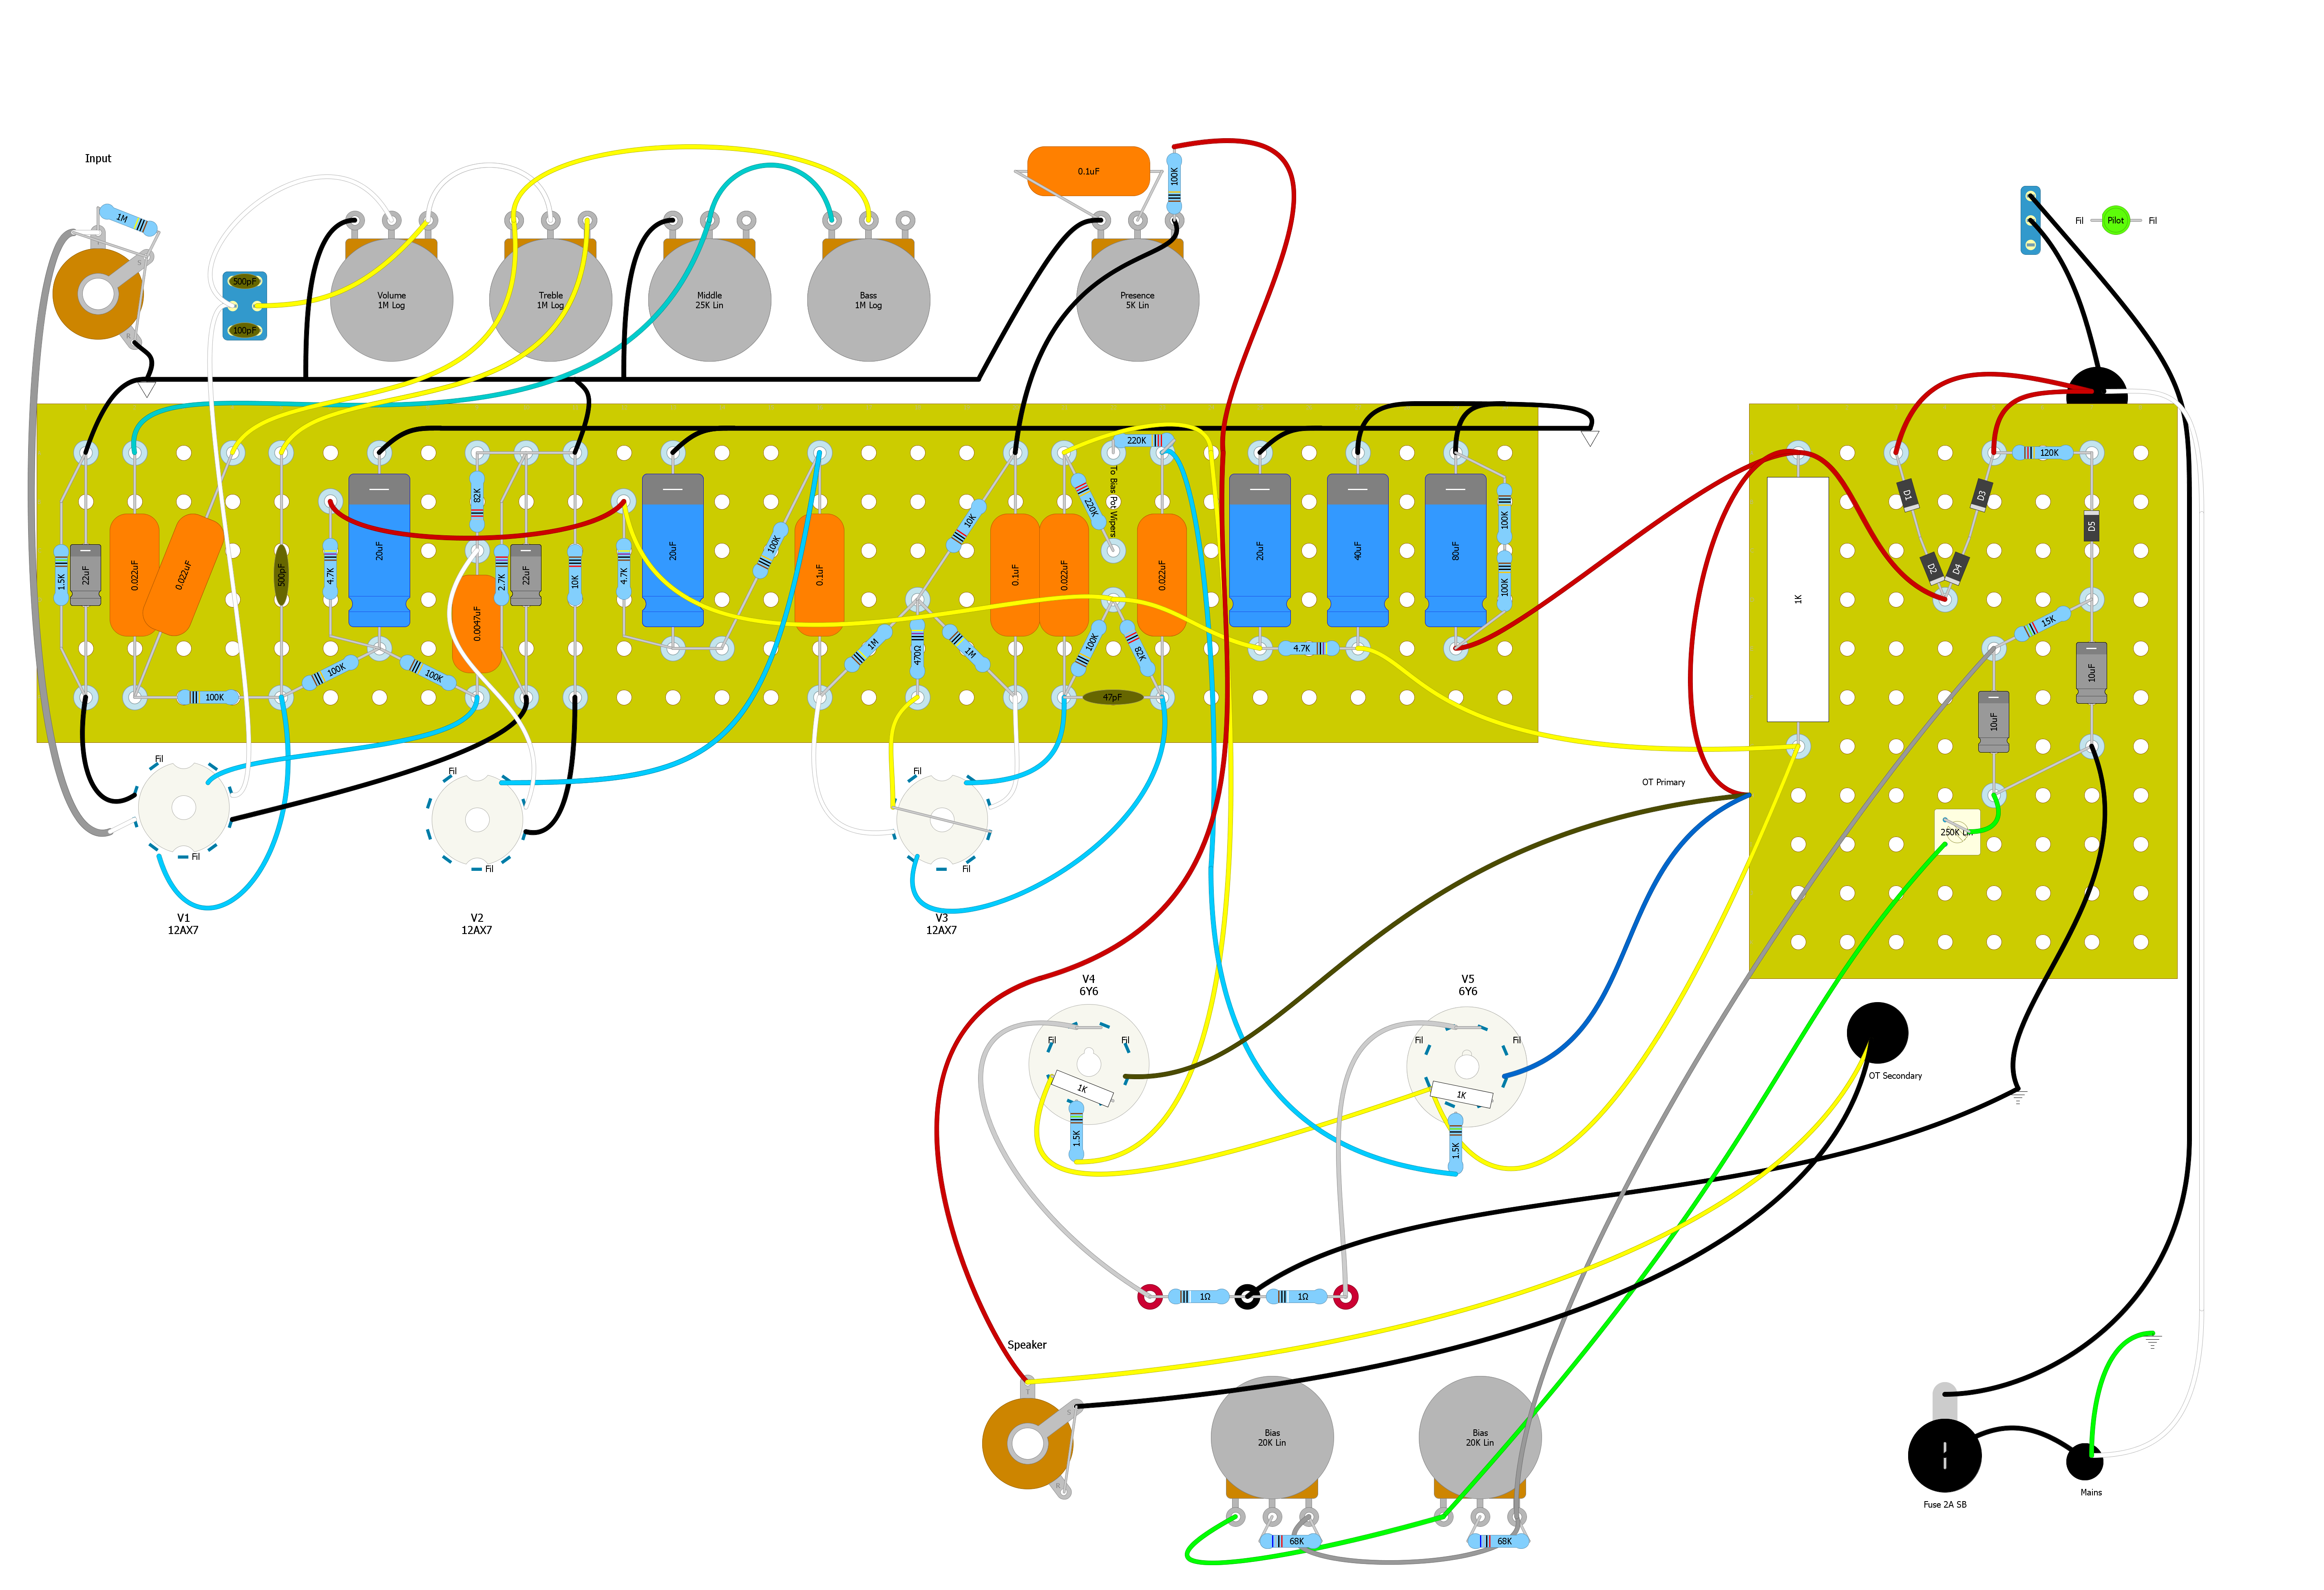 Input
1M
500pF
100pF
Volume
1M Log
Treble
1M Log
Middle
25K Lin
Bass
1M Log
0.1uF
100K
Presence
5K Lin
Fil
Pilot
Fil
1.5K
22uF
0.022uF
0.022uF
500pF
100K
100K
4.7K
20uF
100K
82K
0.0047uF
2.7K
22uF
10K
4.7K
20uF
100K
0.1uF
1M
470Ω
1M
10K
0.1uF
0.022uF
220K
220K
To Bias Pot Wipers
100K
82K
47pF
0.022uF
20uF
4.7K
40uF
80uF
100K
100K
1K
D1
D2
D3
D4
120K
D5
15K
10uF
10uF
250K Lin
OT Primary
Fil
Fil
V1
12AX7
Fil
Fil
V2
12AX7
Fil
Fil
V3
12AX7
V4
6Y6
Fil
Fil
1K
1.5K
V5
6Y6
Fil
Fil
1K
1.5K
OT Secondary
1Ω
1Ω
Speaker
Bias
20K Lin
68K
Bias
20K Lin
68K
Fuse 2A SB
Mains